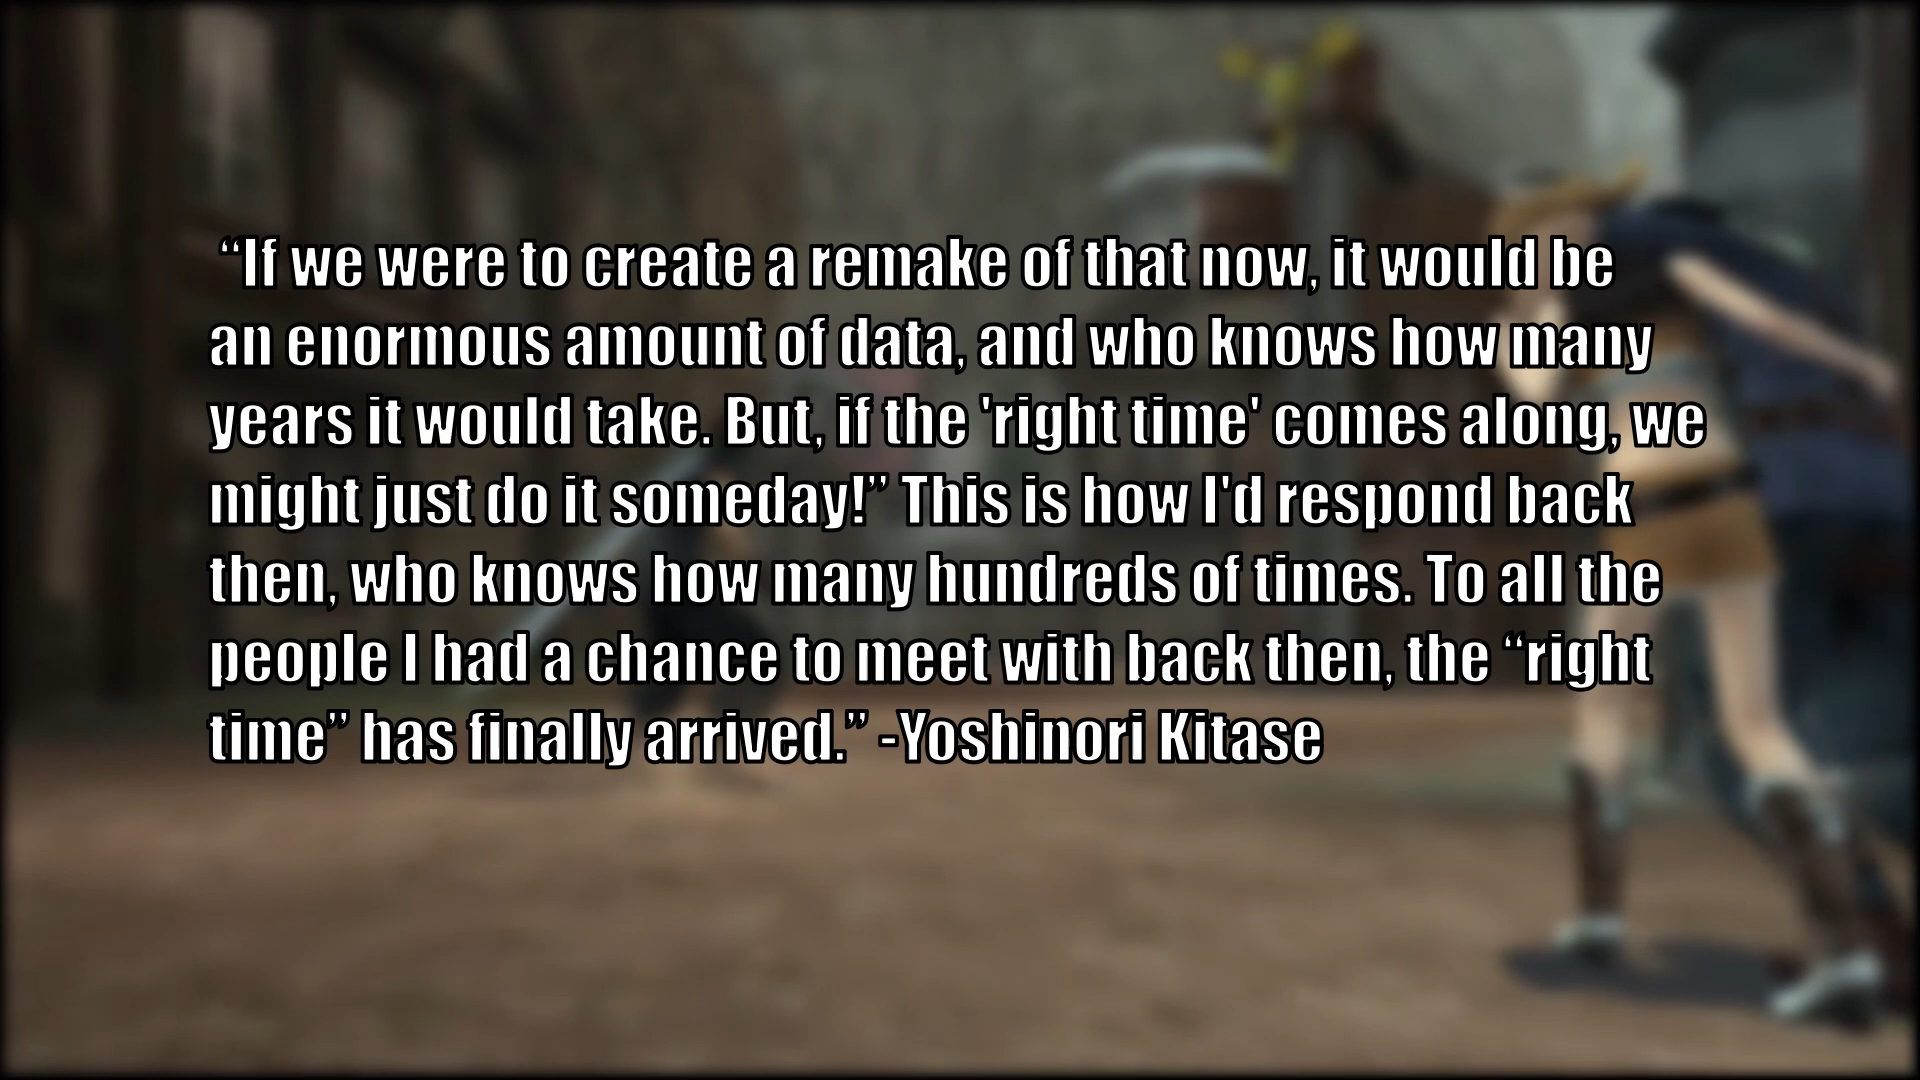 “If we were to create a remake of that now, it would be
an enormous amount of data, and who knows how many
years it would take. But, if the 'right time' comes along, we
might just do it someday!” This is how I'd respond back
then, who knows how many hundreds of times. To all the
people I had a chance to meet with back then, the “right
time” has finally arrived.” -Yoshinori Kitase